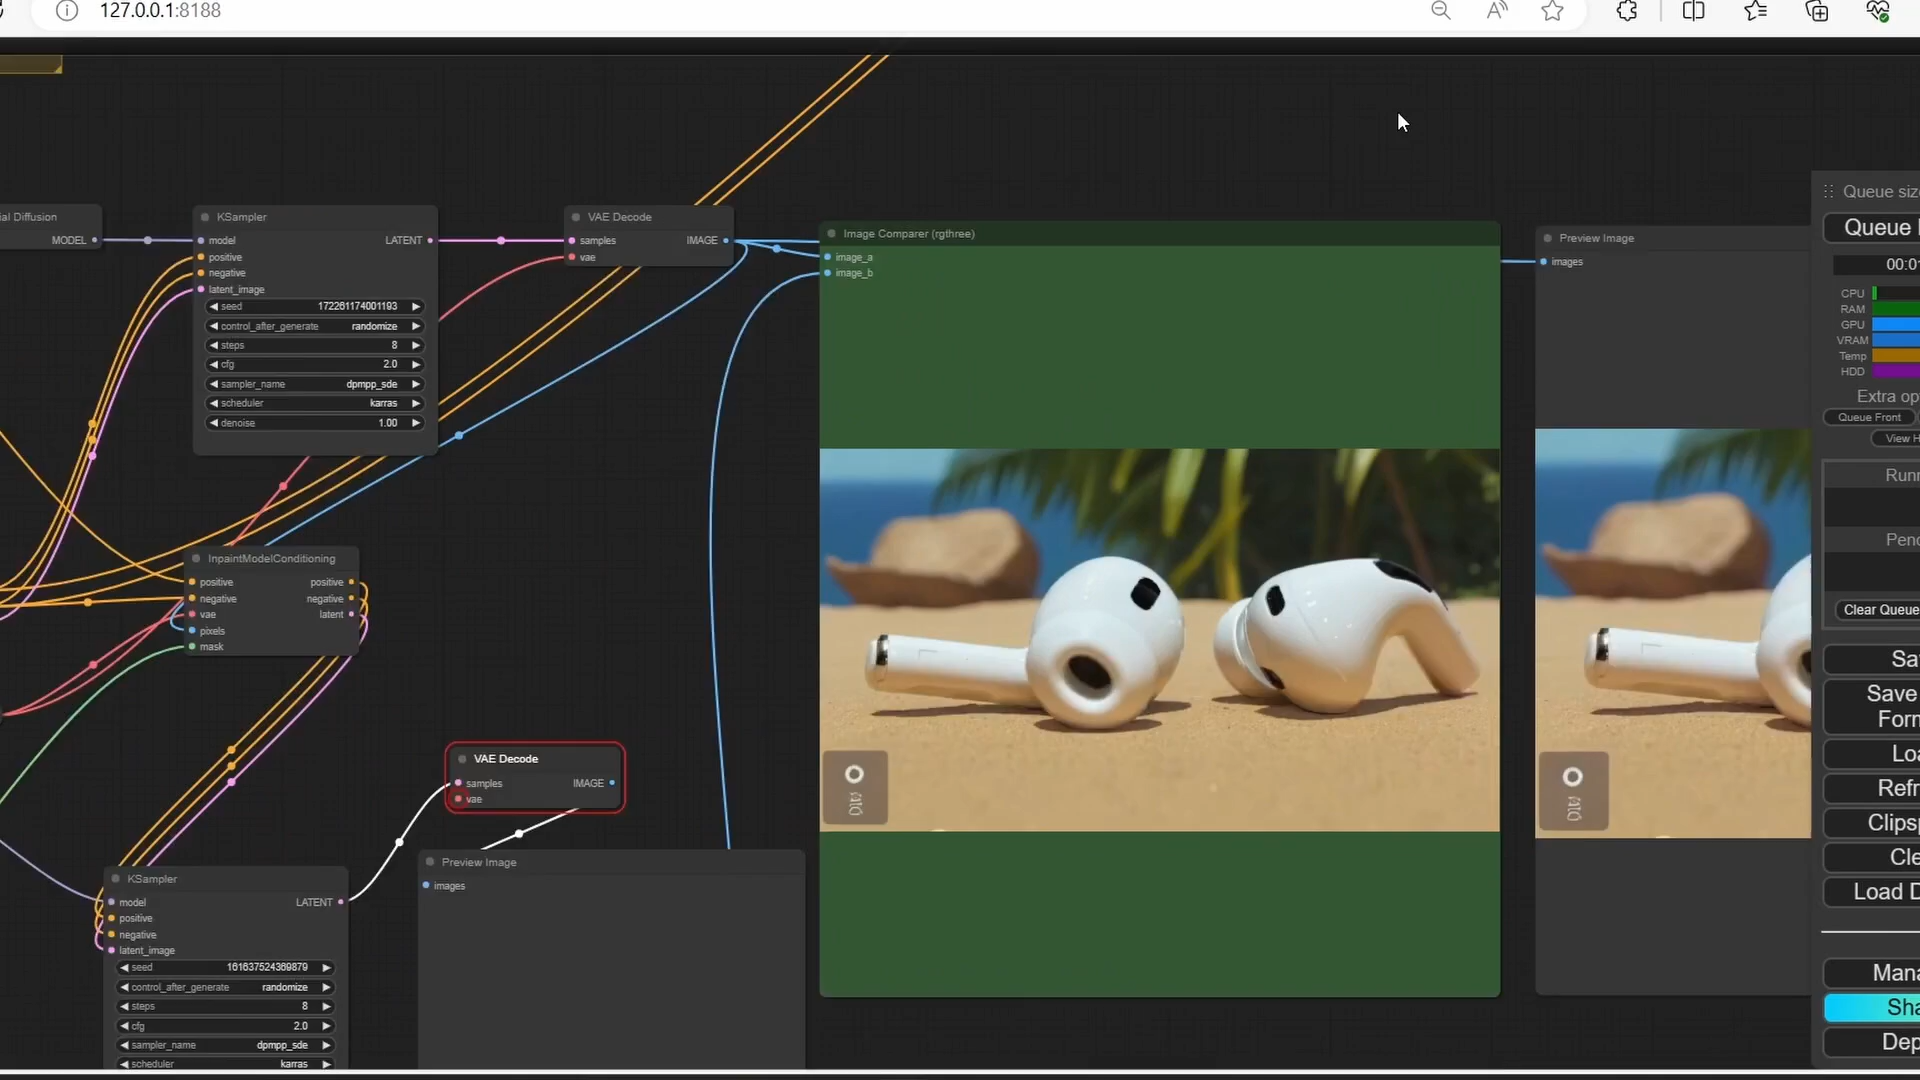 127.0.0.1:8188
ial Diffusion
MODEL
KSampler
model
LATENT
positive
negative
latent_image
seed 172261174001193
control_after_generate randomize
steps 8
cfg 2.0
sampler_name dpmpp_sde
scheduler karras
denoise 1.00
VAE Decode
samples
IMAGE
vae
Image Comparer (rgthree)
image_a
image_b
Preview Image
images
InpaintModelConditioning
positive positive
negative negative
vae latent
pixels
mask
VAE Decode
samples IMAGE
vae
Preview Image
images
KSampler
model LATENT
positive
negative
latent_image
seed 161637524369879
control_after_generate randomize
steps 8
cfg 2.0
sampler_name dpmpp_sde
scheduler karras
Queue siz
Queue
00:01
CPU
RAM
GPU
VRAM
Temp
HDD
Extra op
Queue Front
View H
Runn
Penc
Clear Queue
Sa
Save
Form
Lo
Refr
Clips
Cle
Load D
Mana
Sha
Dep